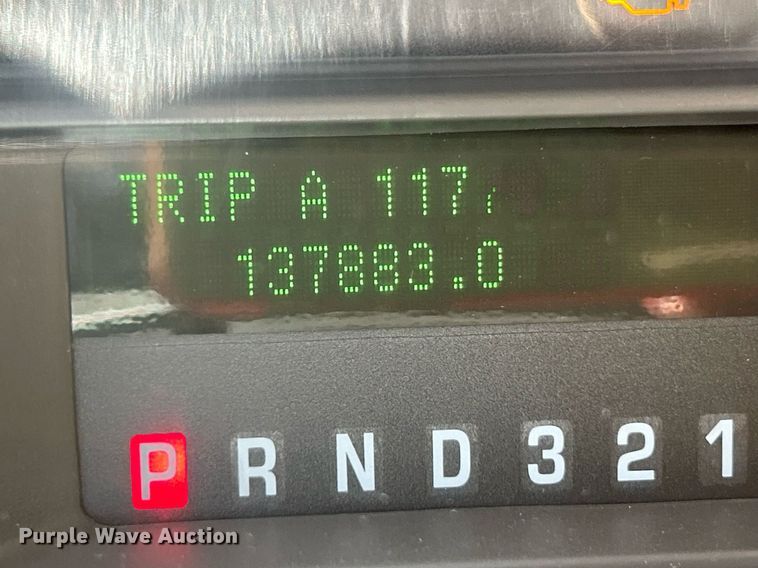 TRIP A 117
137883.0
P R N D 3 2 1
Purple Wave Auction